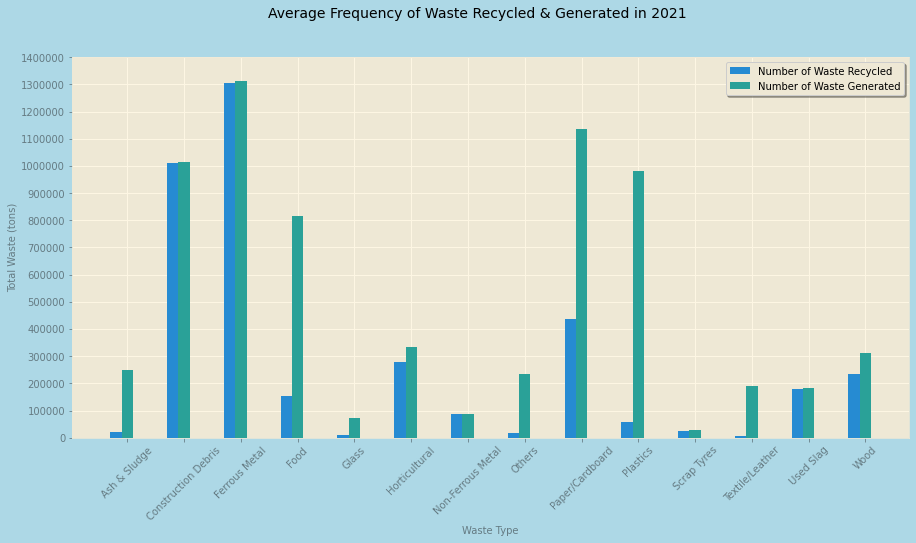 Average Frequency of Waste Recycled & Generated in 2021
Number of Waste Recycled
Number of Waste Generated
1400000
1300000
1200000
1100000
1000000
900000
800000
700000
600000
500000
400000
300000
200000
100000
0
Total Waste (tons)
Ash & Sludge
Construction Debris
Ferrous Metal
Food
Glass
Horticultural
Non-Ferrous Metal
Others
Paper/Cardboard
Plastics
Scrap Tyres
Textile/Leather
Used Slag
Wood
Waste Type